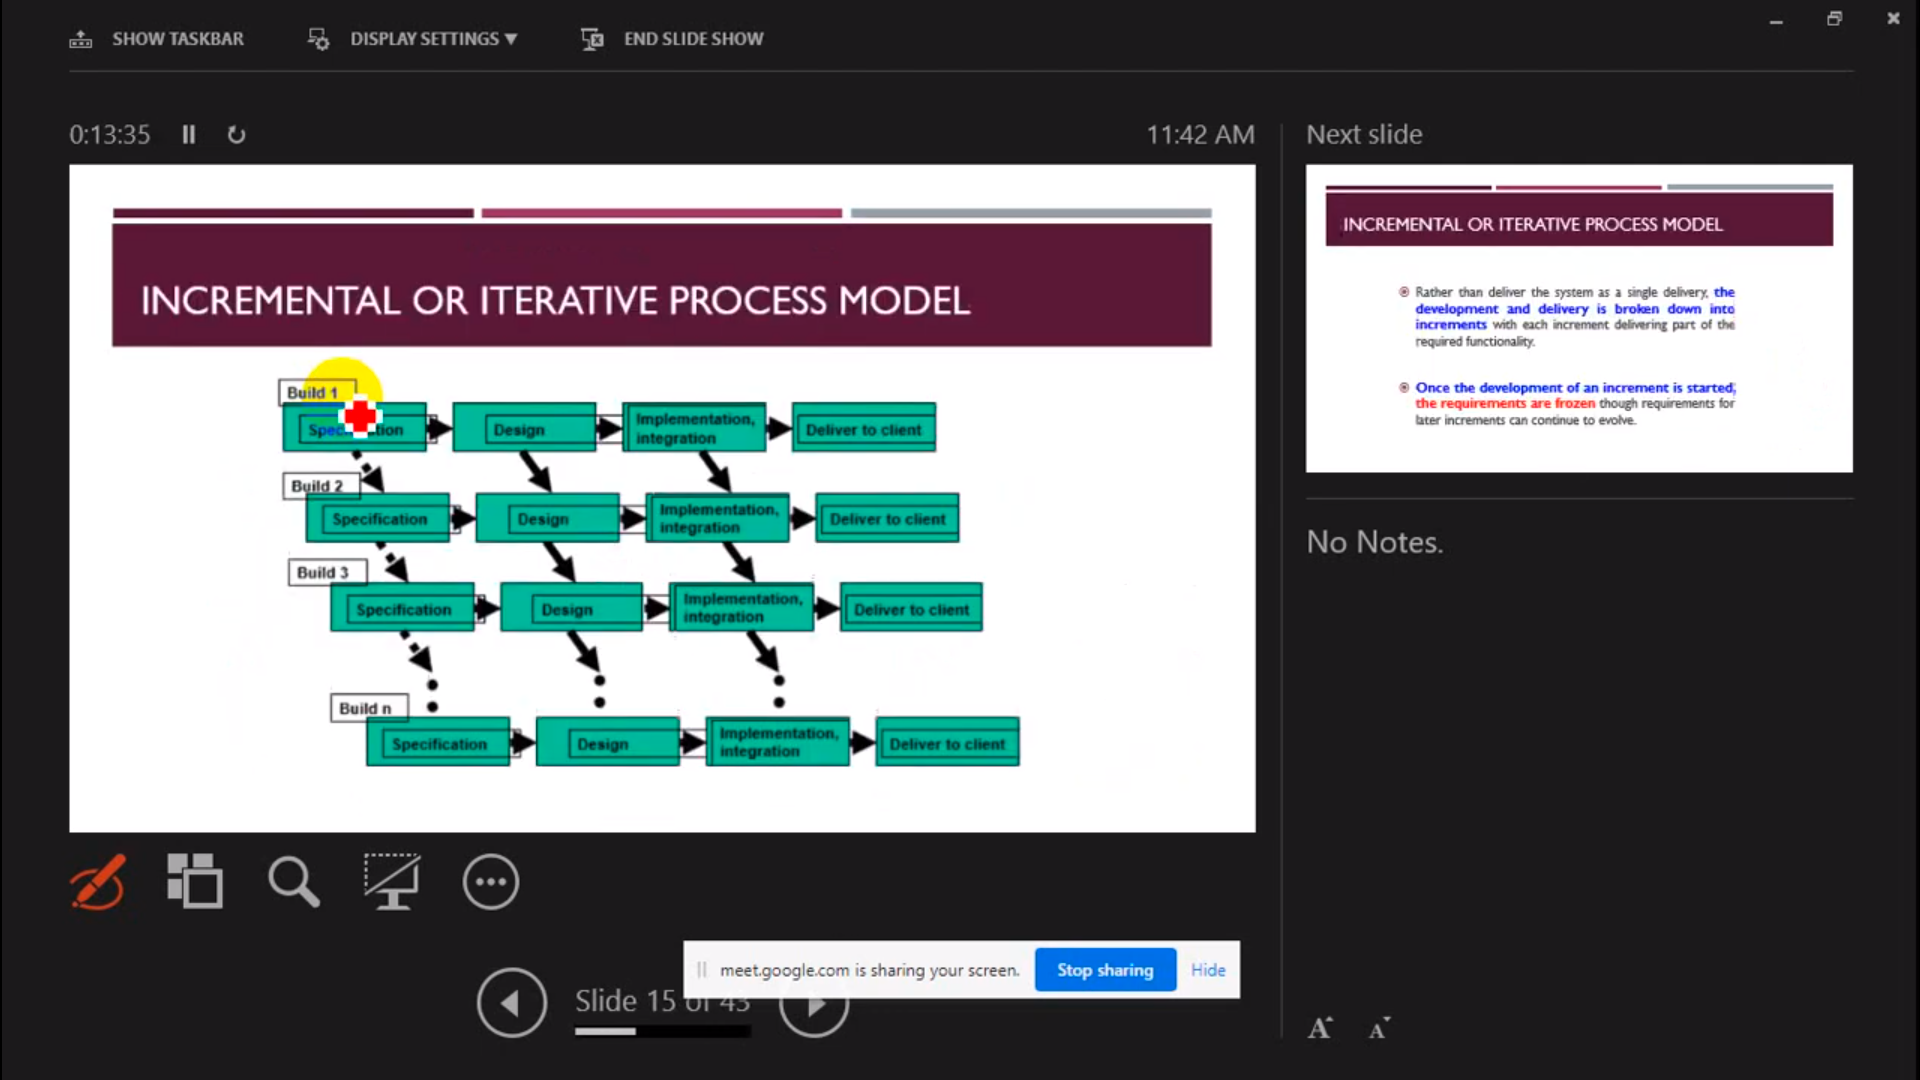 SHOW TASKBAR
DISPLAY SETTINGS ▼
END SLIDE SHOW
0:13:35
11:42 AM
Next slide
INCREMENTAL OR ITERATIVE PROCESS MODEL
Build 1
Specification
Design
Implementation,
integration
Deliver to client
Build 2
Specification
Design
Implementation,
integration
Deliver to client
Build 3
Specification
Design
Implementation,
integration
Deliver to client
Build n
Specification
Design
Implementation,
integration
Deliver to client
INCREMENTAL OR ITERATIVE PROCESS MODEL
Rather than deliver the system as a single delivery, the
development and delivery is broken down into
increments with each increment delivering part of the
required functionality.
Once the development of an increment is started,
the requirements are frozen though requirements for
later increments can continue to evolve.
No Notes.
meet.google.com is sharing your screen.
Stop sharing
Hide
Slide 15 of 43
A
A